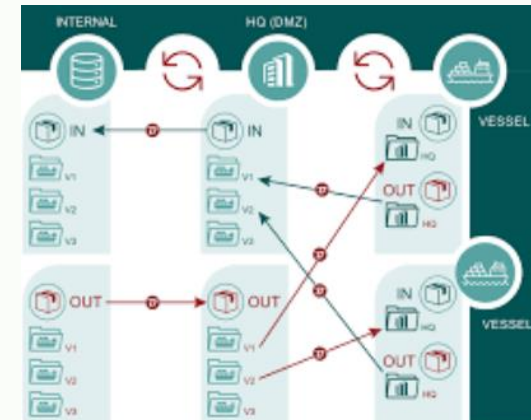 INTERNAL
HQ (DMZ)
VESSEL
IN
V1
V2
V3
OUT
V1
V2
V3
IN
V1
V2
V3
OUT
V1
V2
V3
IN
HQ
OUT
HQ
VESSEL
IN
HQ
OUT
HQ